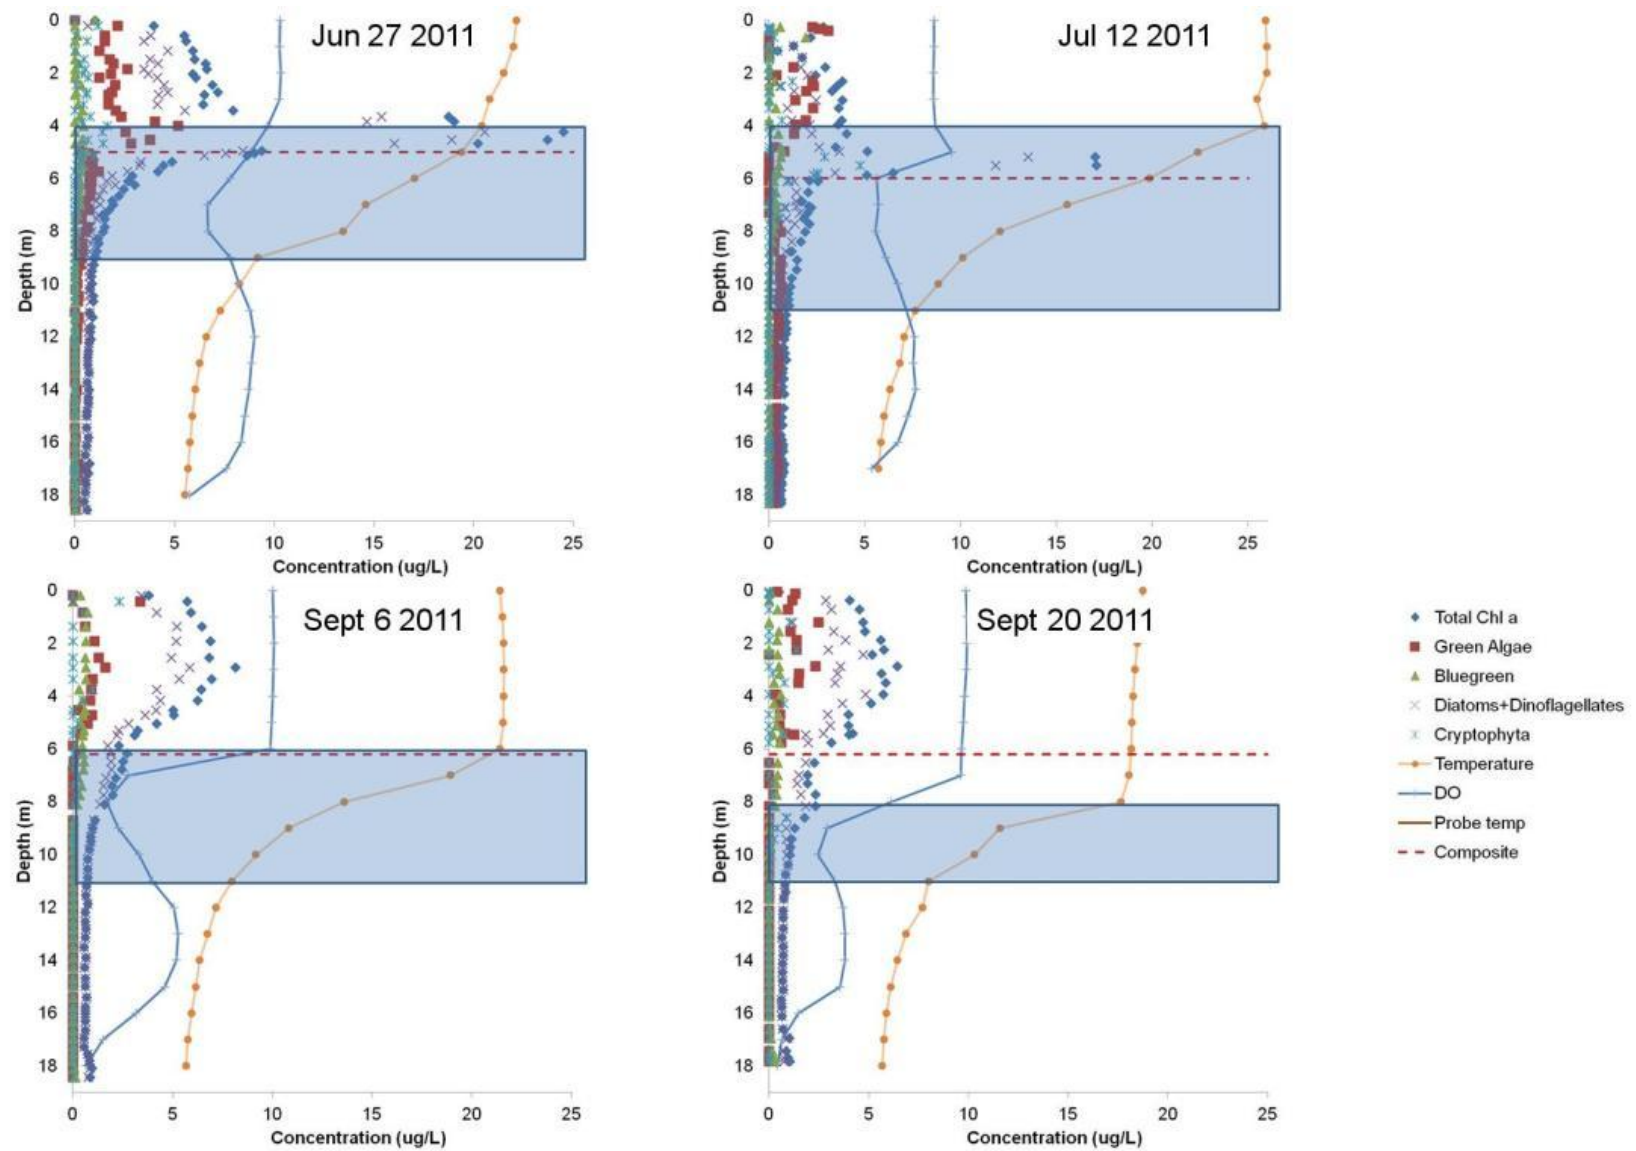 Jun 27 2011
0
2
4
6
8
10
12
14
16
18
Depth (m)
0 5 10 15 20 25
Concentration (ug/L)
Jul 12 2011
0
2
4
6
8
10
12
14
16
18
Depth (m)
0 5 10 15 20 25
Concentration (ug/L)
Sept 6 2011
0
2
4
6
8
10
12
14
16
18
Depth (m)
0 5 10 15 20 25
Concentration (ug/L)
Sept 20 2011
0
2
4
6
8
10
12
14
16
18
Depth (m)
0 5 10 15 20 25
Concentration (ug/L)
Total Chl a
Green Algae
Bluegreen
Diatoms+Dinoflagellates
Cryptophyta
Temperature
DO
Probe temp
Composite